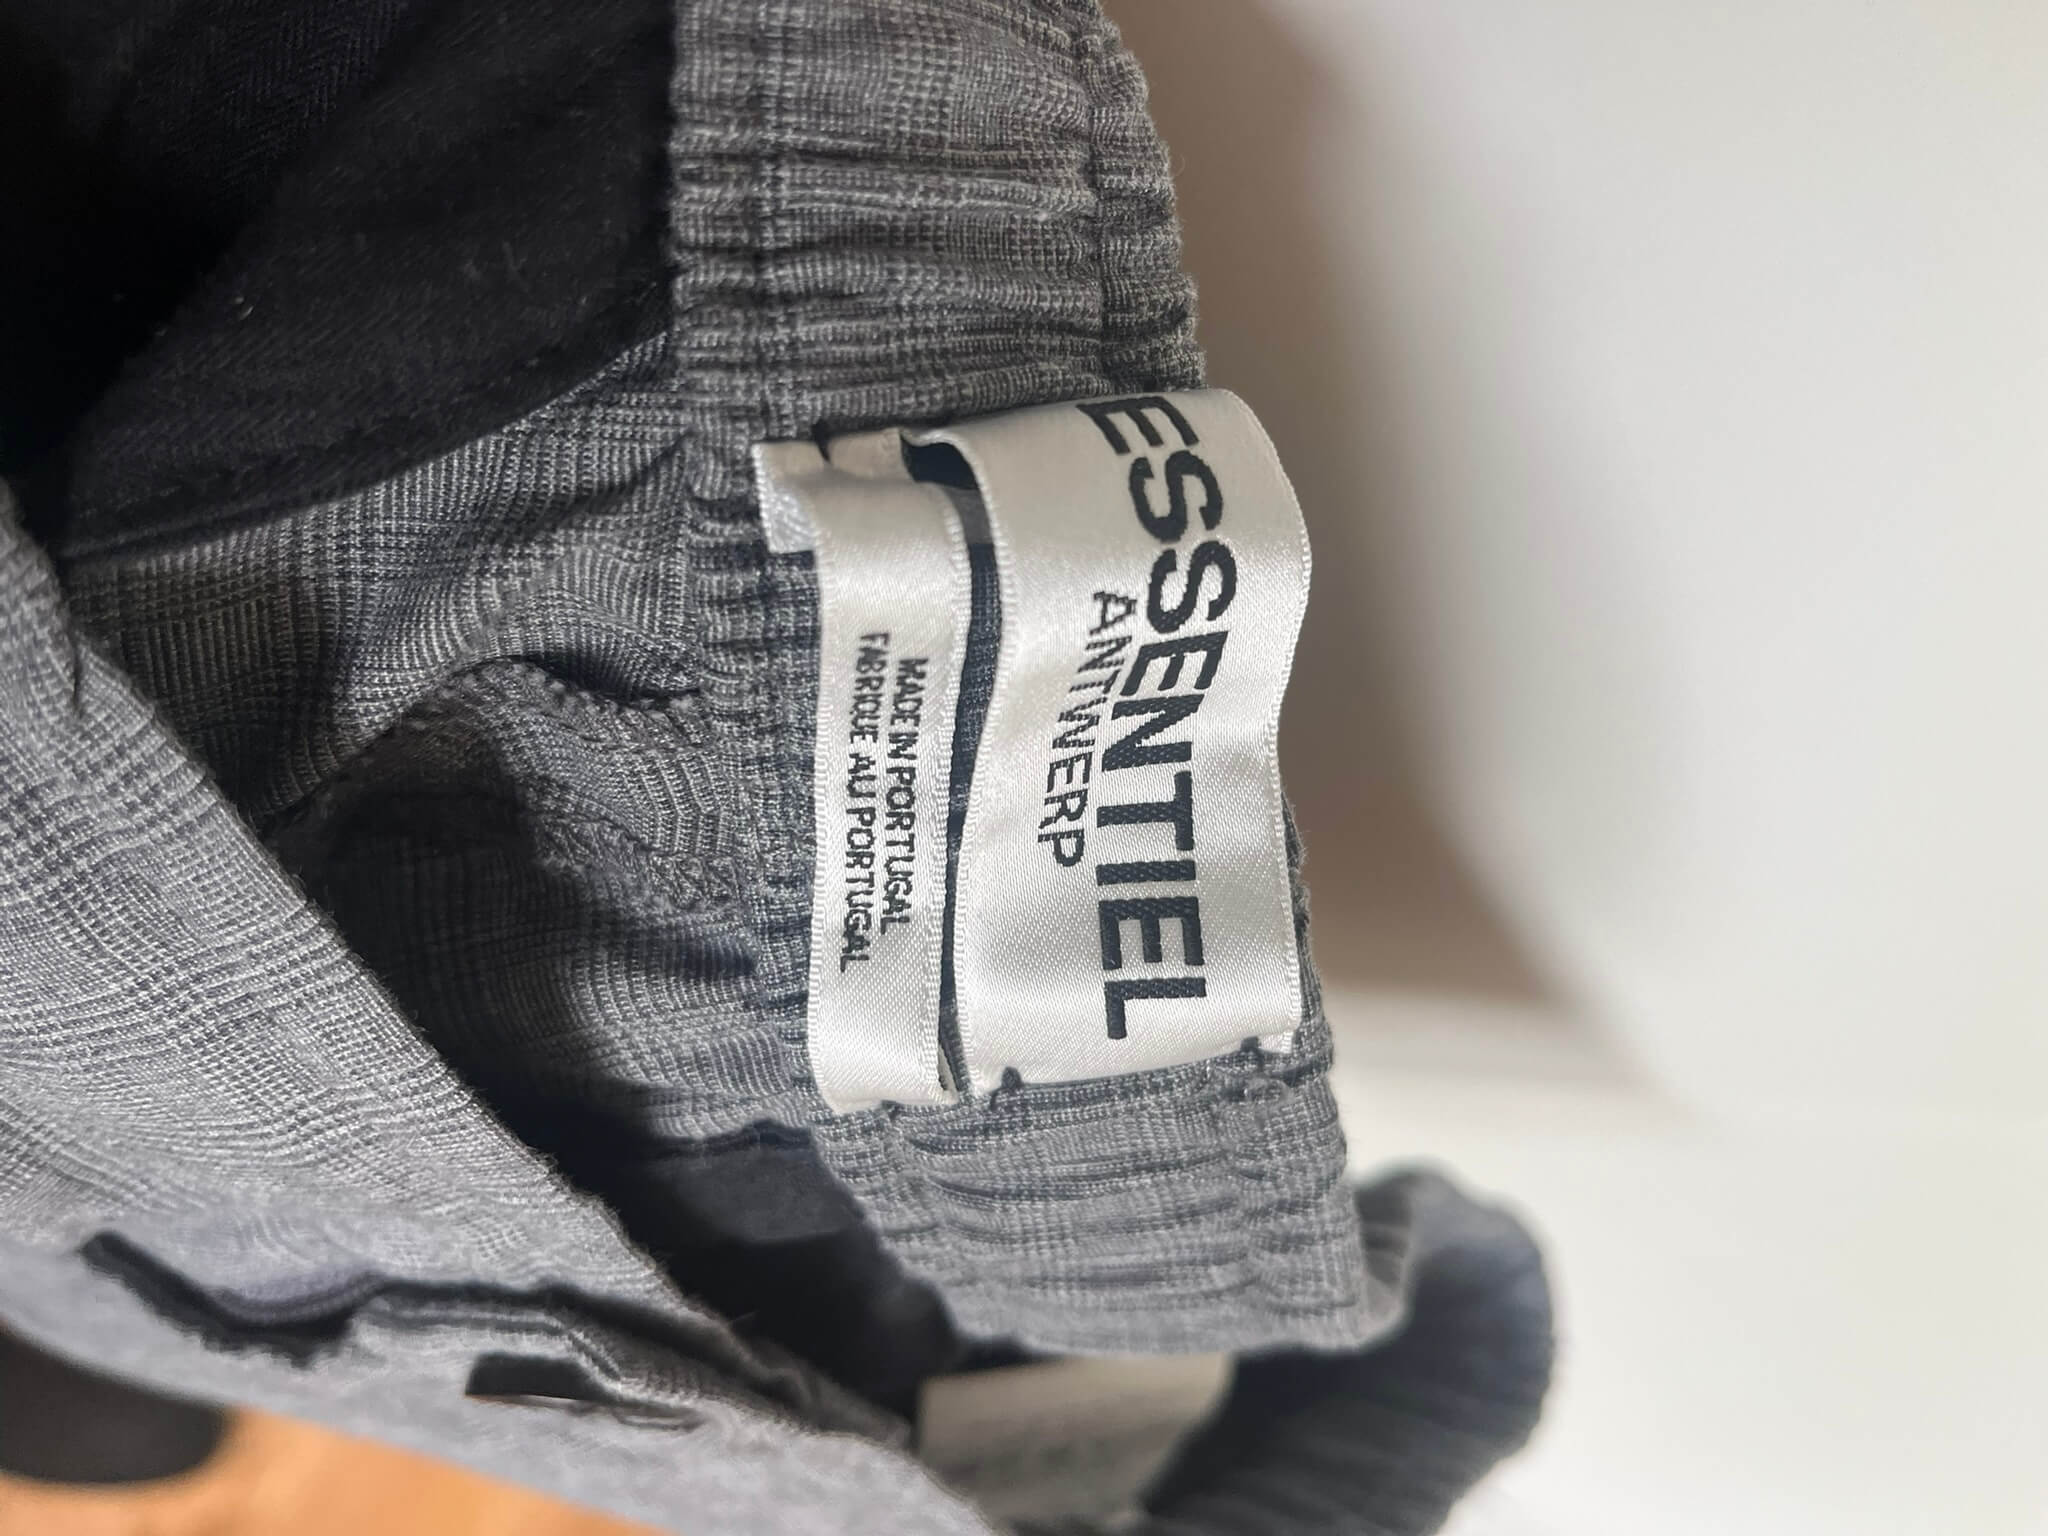 ESSENTIEL
ANTWERP
MADE IN PORTUGAL
FABRIQUE AU PORTUGAL